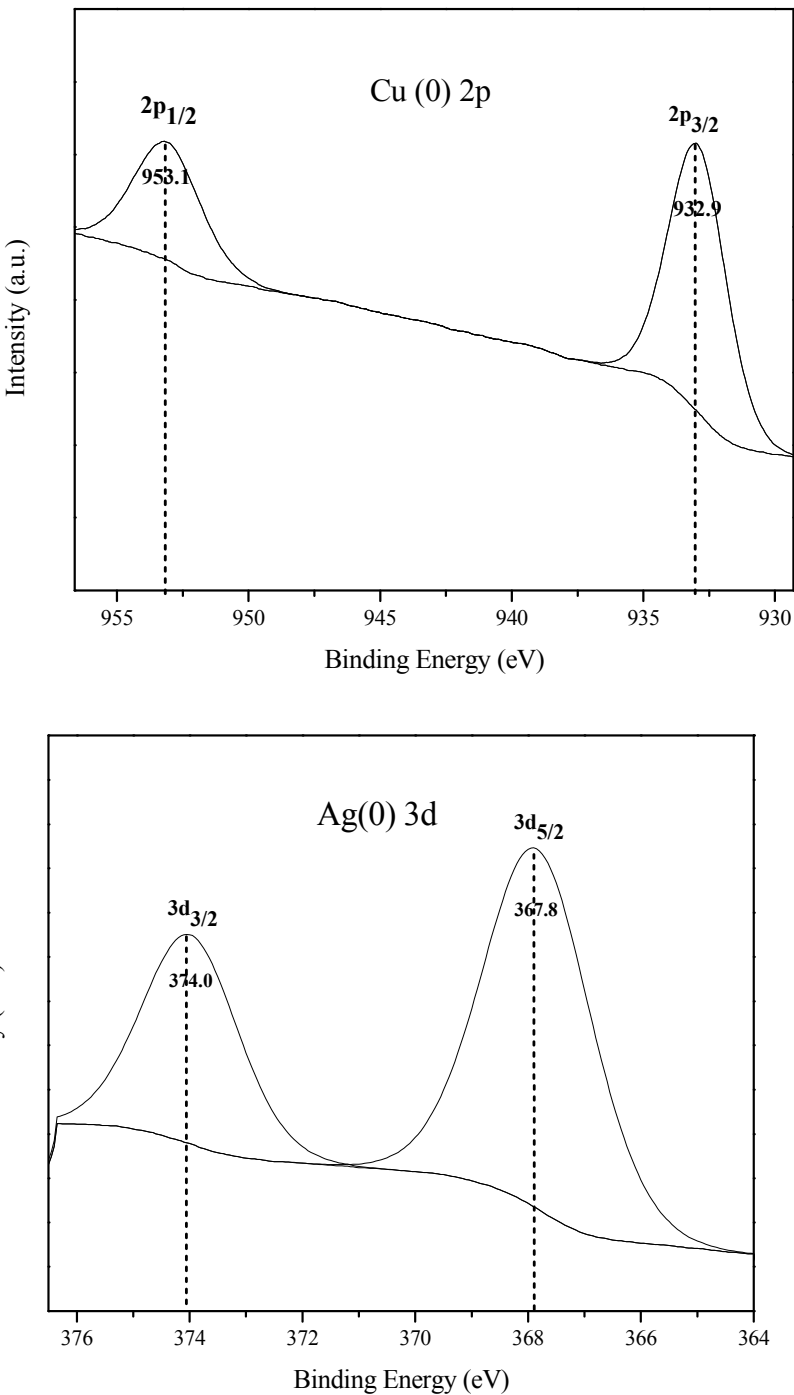 Cu (0) 2p
2p1/2
2p3/2
953.1
932.9
Intensity (a.u.)
955 950 945 940 935 930
Binding Energy (eV)
Ag(0) 3d
3d5/2
3d3/2
367.8
374.0
376 374 372 370 368 366 364
Binding Energy (eV)